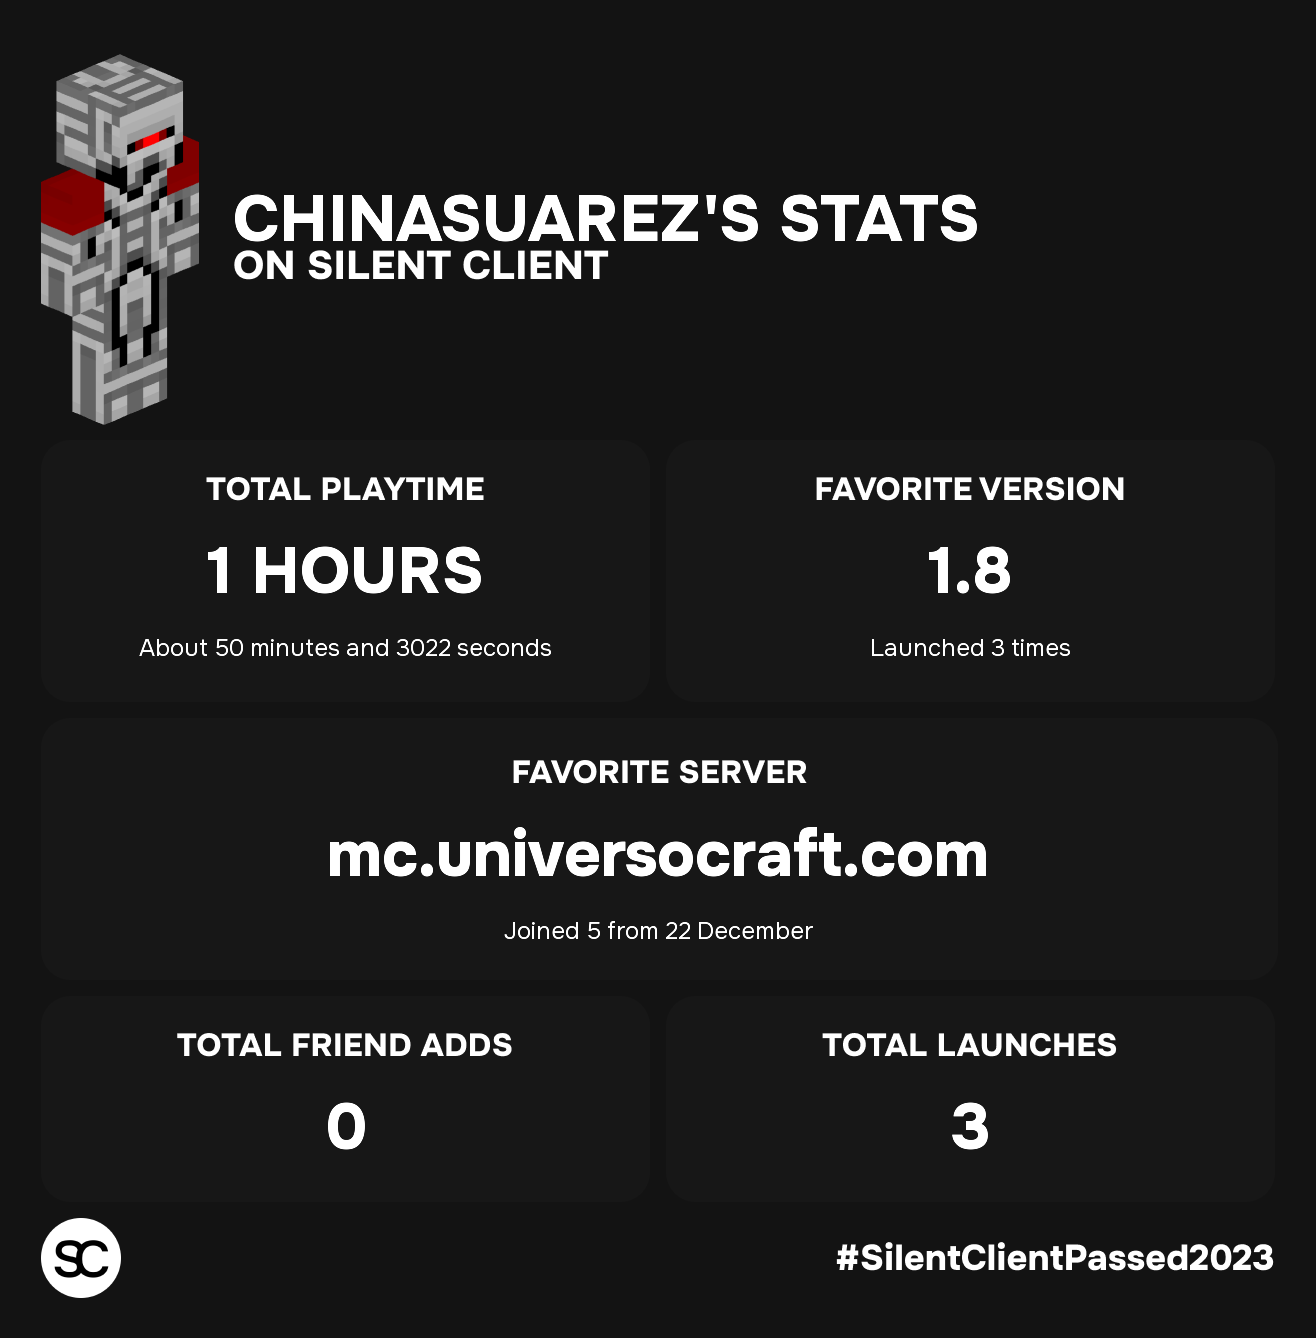 CHINASUAREZ'S STATS
ON SILENT CLIENT
TOTAL PLAYTIME
1 HOURS
About 50 minutes and 3022 seconds
FAVORITE VERSION
1.8
Launched 3 times
FAVORITE SERVER
mc.universocraft.com
Joined 5 from 22 December
TOTAL FRIEND ADDS
0
TOTAL LAUNCHES
3
SC
#SilentClientPassed2023